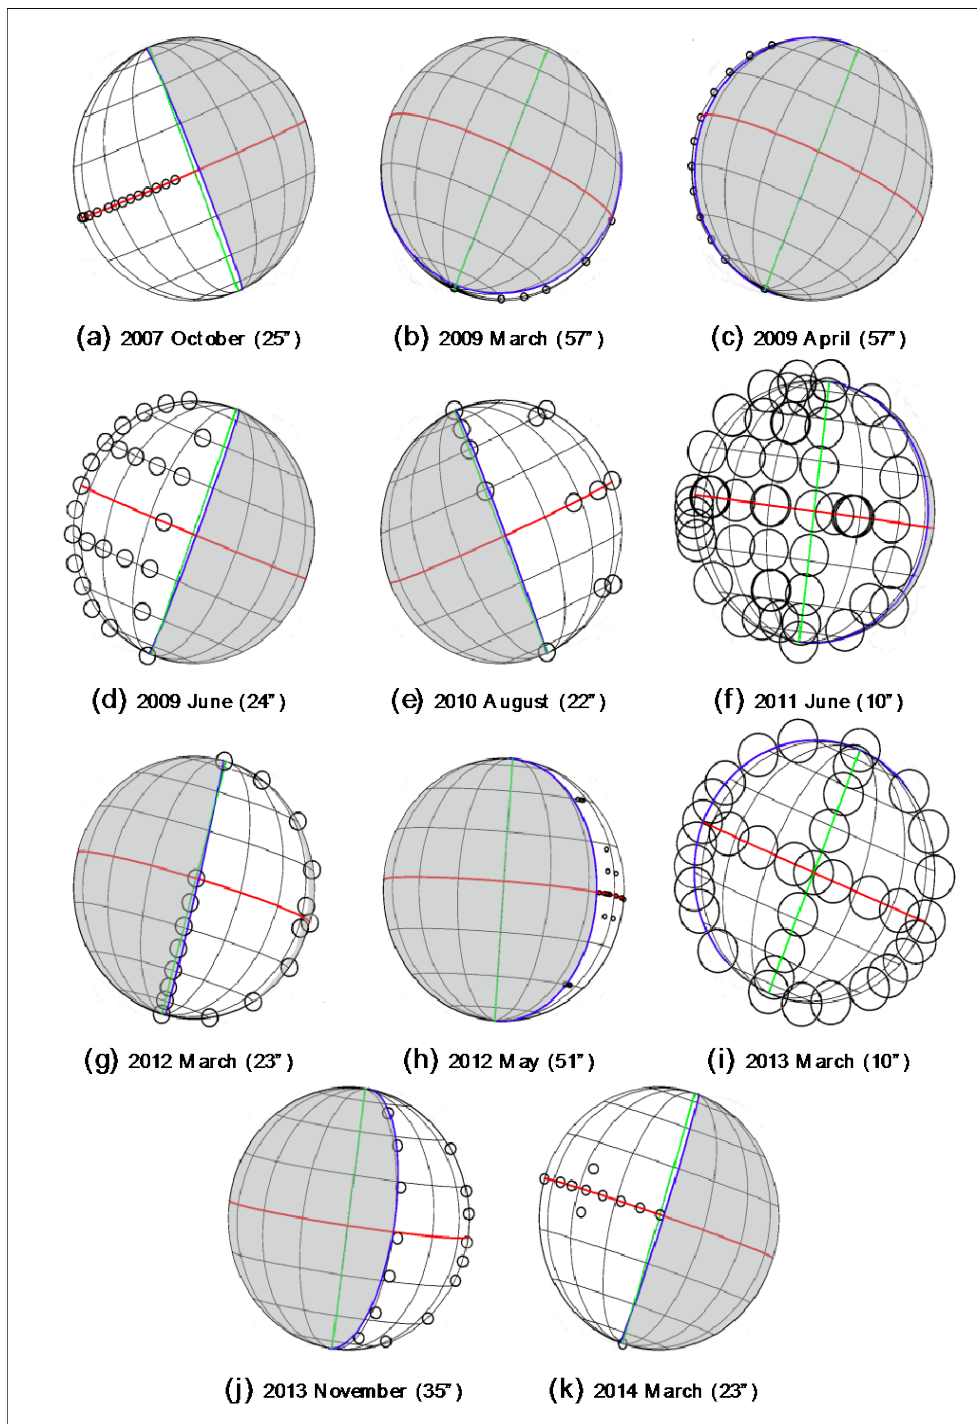 (a) 2007 October (25”)
(b) 2009 March (57”)
(c) 2009 April (57”)
(d) 2009 June (24”)
(e) 2010 August (22”)
(f) 2011 June (10”)
(g) 2012 March (23”)
(h) 2012 May (51”)
(i) 2013 March (10”)
(j) 2013 November (35”)
(k) 2014 March (23”)